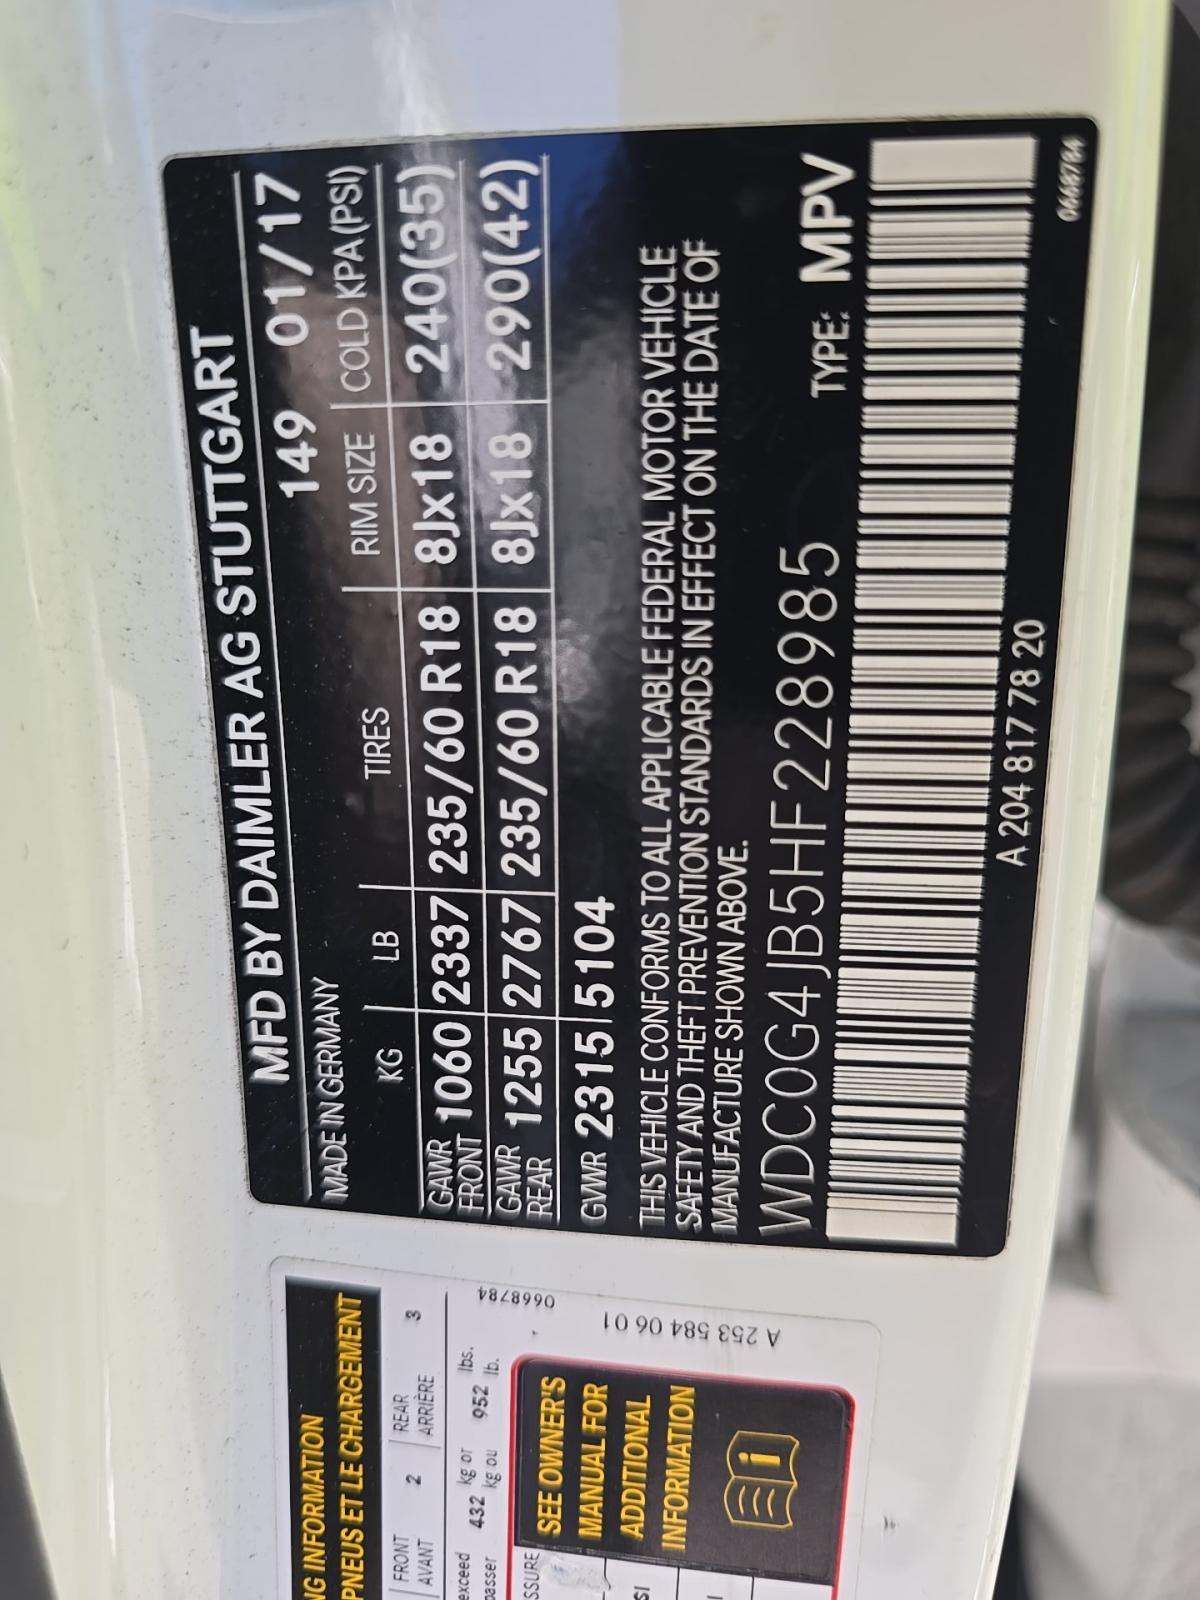 MFD BY DAIMLER AG STUTTGART
MADE IN GERMANY 149 01/17
KG LB TIRES RIM SIZE COLD KPA(PSI)
GAWR FRONT 1060 2337 235/60 R18 8Jx18 240(35)
GAWR REAR 1255 2767 235/60 R18 8Jx18 290(42)
GVWR 2315 5104
THIS VEHICLE CONFORMS TO ALL APPLICABLE FEDERAL MOTOR VEHICLE
SAFETY AND THEFT PREVENTION STANDARDS IN EFFECT ON THE DATE OF
MANUFACTURE SHOWN ABOVE.
WDC0G4JB5HF228985 TYPE: MPV
A 204 817 78 20
0668784
INFORMATION
PNEUS ET LE CHARGEMENT
FRONT 2 REAR 3
AVANT ARRIÈRE
exceed 432 kg or 952 lbs.
kg ou lb.
0668784
A 253 584 06 01
SEE OWNER'S
MANUAL FOR
ADDITIONAL
INFORMATION